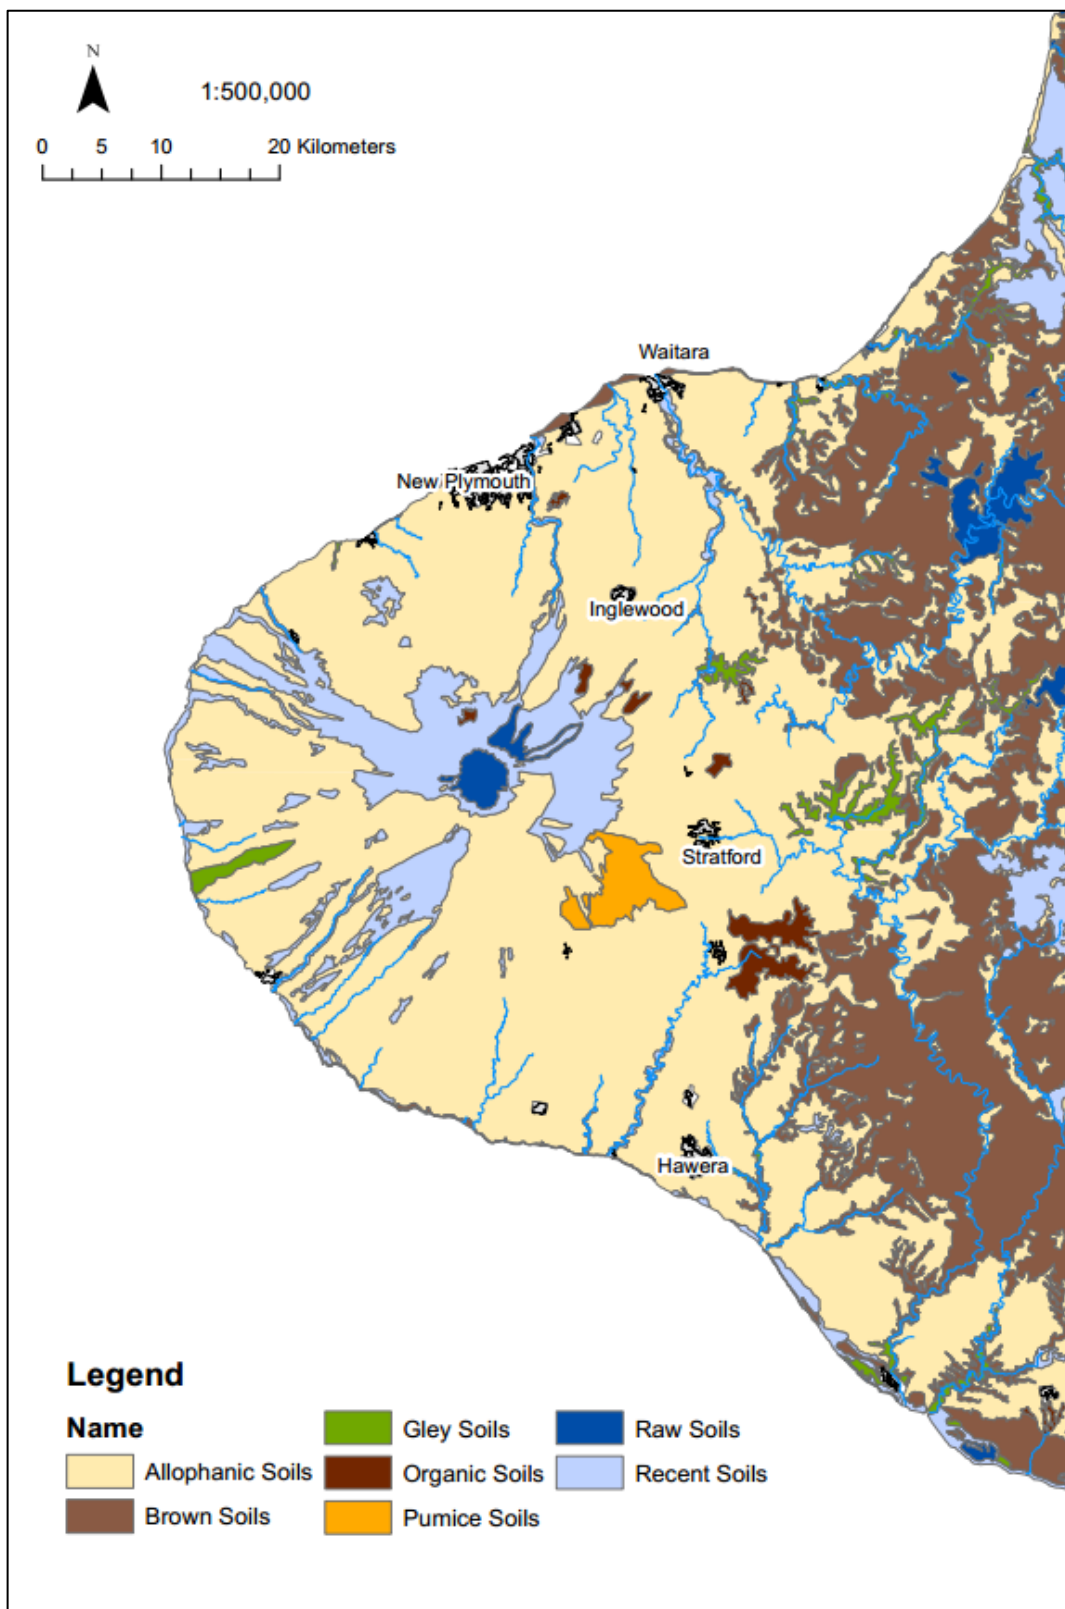 N
1:500,000
0 5 10 20 Kilometers
Waitara
New Plymouth
Inglewood
Stratford
Hawera
Legend
Name
Allophanic Soils
Brown Soils
Gley Soils
Organic Soils
Pumice Soils
Raw Soils
Recent Soils